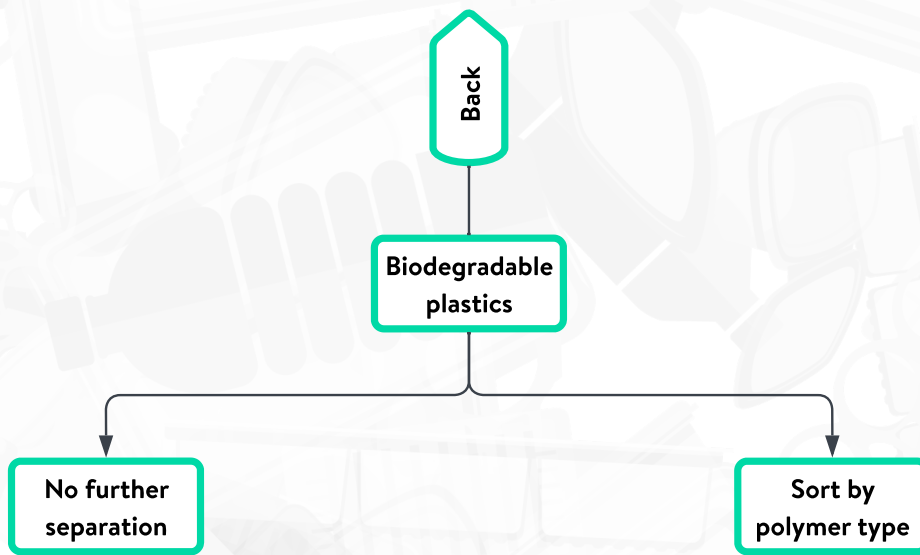 Back
Biodegradable
plastics
No further
separation
Sort by
polymer type